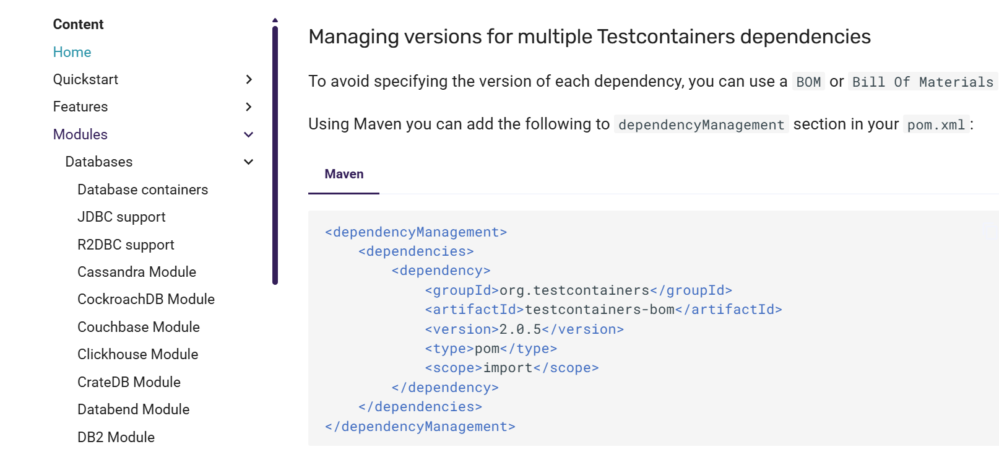 Content
Home
Quickstart
Features
Modules
Databases
Database containers
JDBC support
R2DBC support
Cassandra Module
CockroachDB Module
Couchbase Module
Clickhouse Module
CrateDB Module
Databend Module
DB2 Module
Managing versions for multiple Testcontainers dependencies
To avoid specifying the version of each dependency, you can use a BOM or Bill Of Materials
Using Maven you can add the following to dependencyManagement section in your pom.xml:
Maven
<dependencyManagement>
    <dependencies>
        <dependency>
            <groupId>org.testcontainers</groupId>
            <artifactId>testcontainers-bom</artifactId>
            <version>2.0.5</version>
            <type>pom</type>
            <scope>import</scope>
        </dependency>
    </dependencies>
</dependencyManagement>